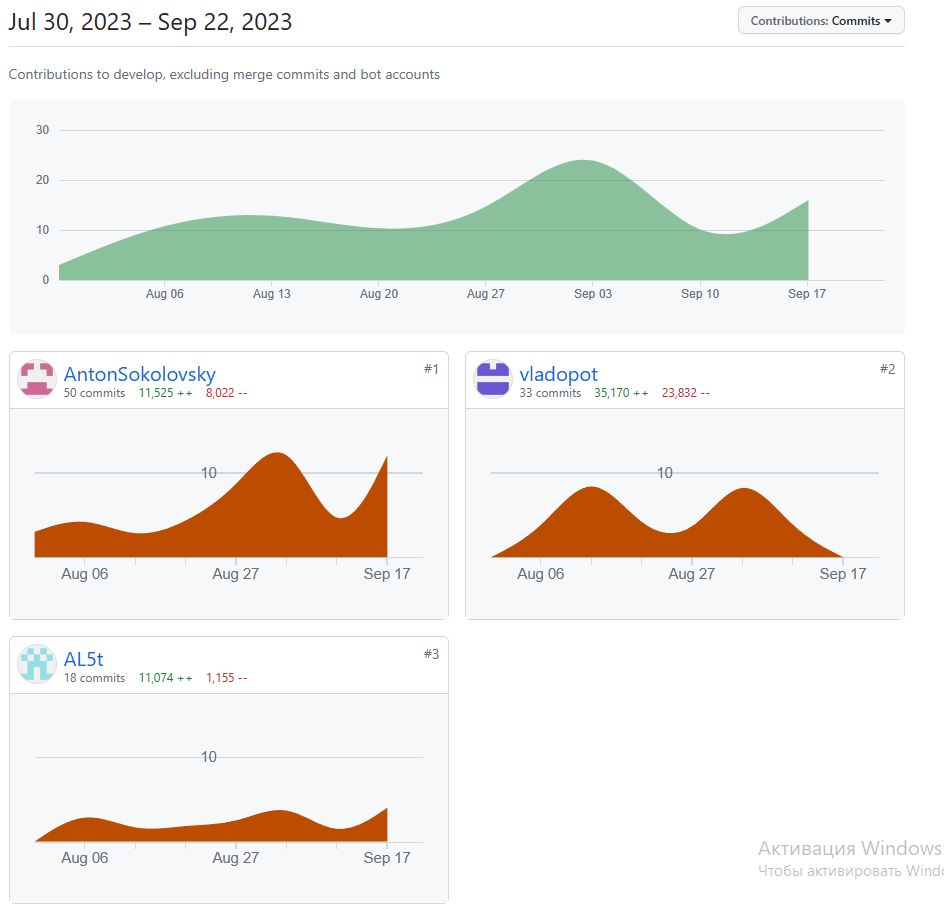 Jul 30, 2023 – Sep 22, 2023
Contributions: Commits
Contributions to develop, excluding merge commits and bot accounts
30
20
10
0
Aug 06 Aug 13 Aug 20 Aug 27 Sep 03 Sep 10 Sep 17
AntonSokolovsky #1
50 commits 11,525 ++ 8,022 --
10
Aug 06 Aug 27 Sep 17
vladopot #2
33 commits 35,170 ++ 23,832 --
10
Aug 06 Aug 27 Sep 17
AL5t #3
18 commits 11,074 ++ 1,155 --
10
Aug 06 Aug 27 Sep 17
Активация Windows
Чтобы активировать